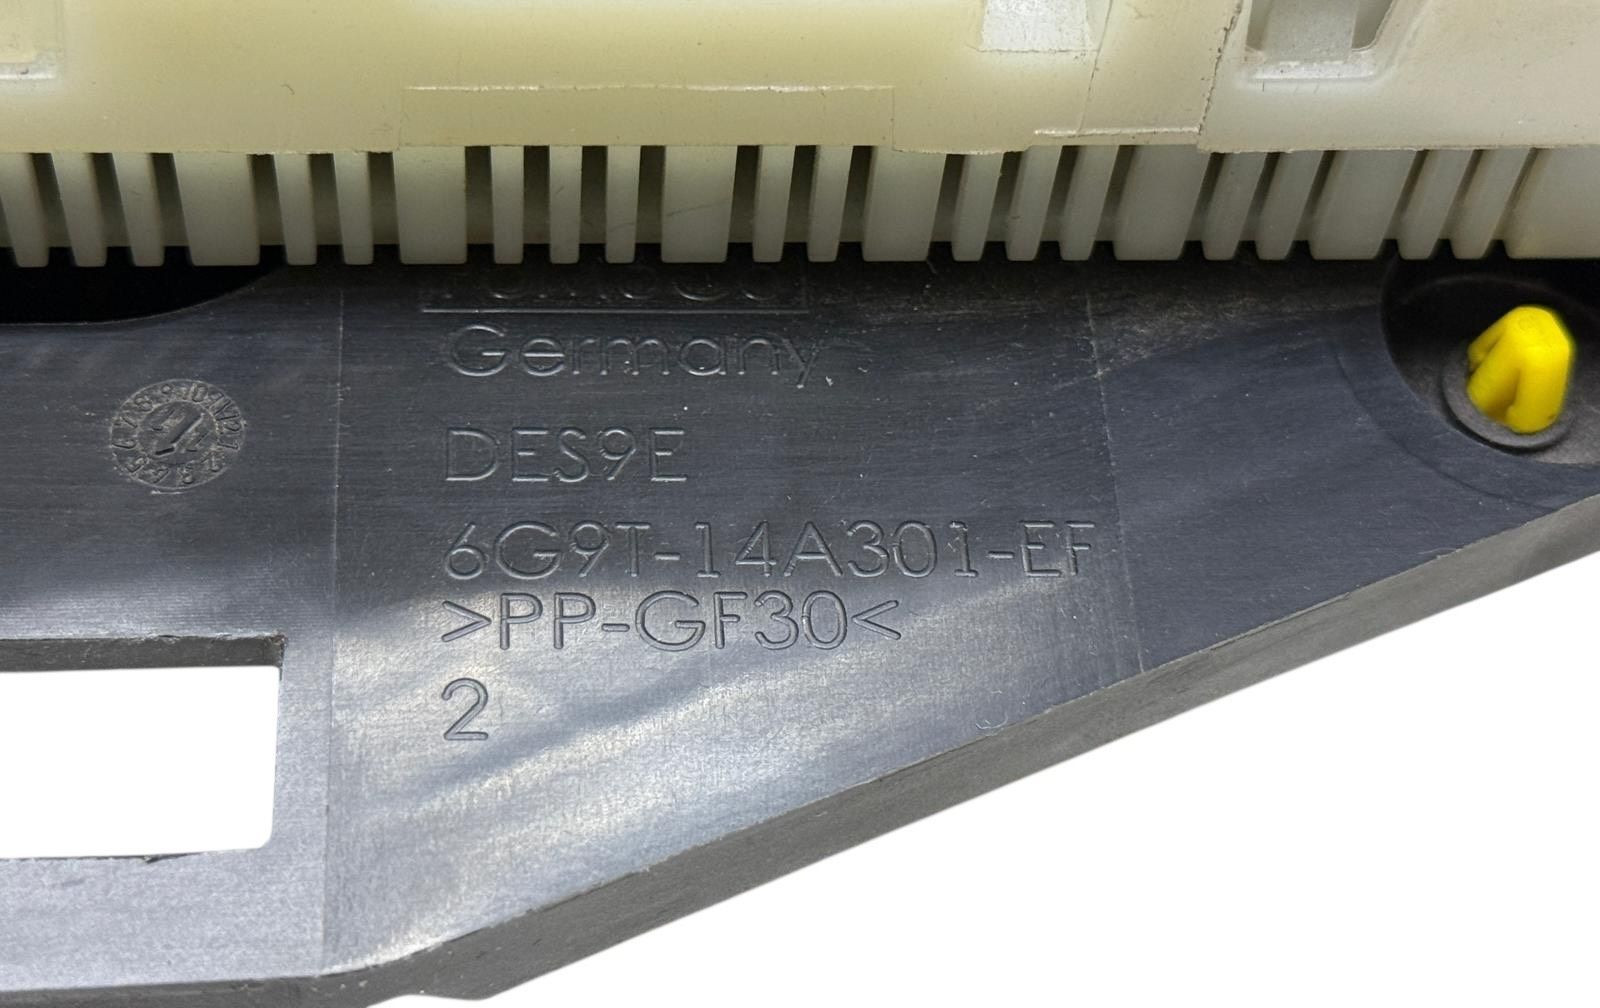 Germany
DES9E
6G9T-14A301-EF
>PP-GF30<
2